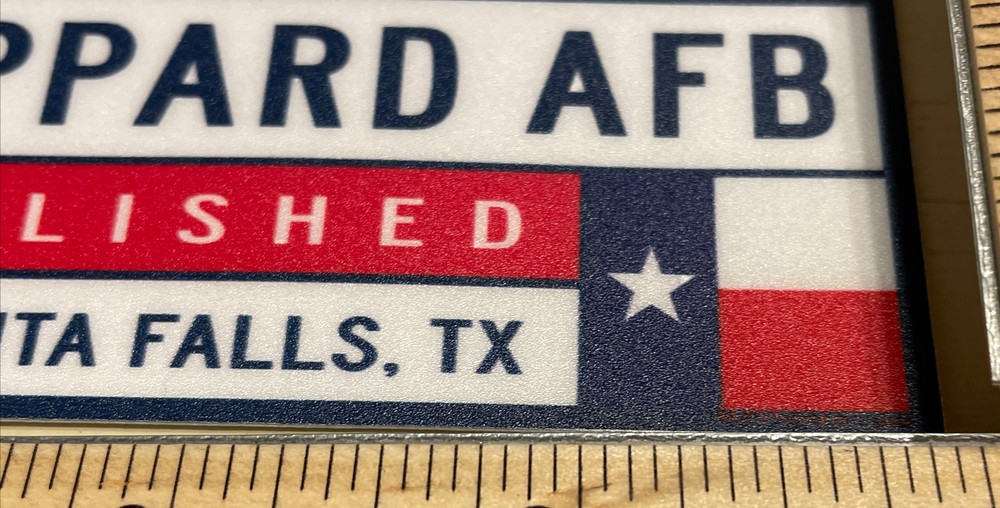 PPARD AFB
LISHED
ITA FALLS, TX